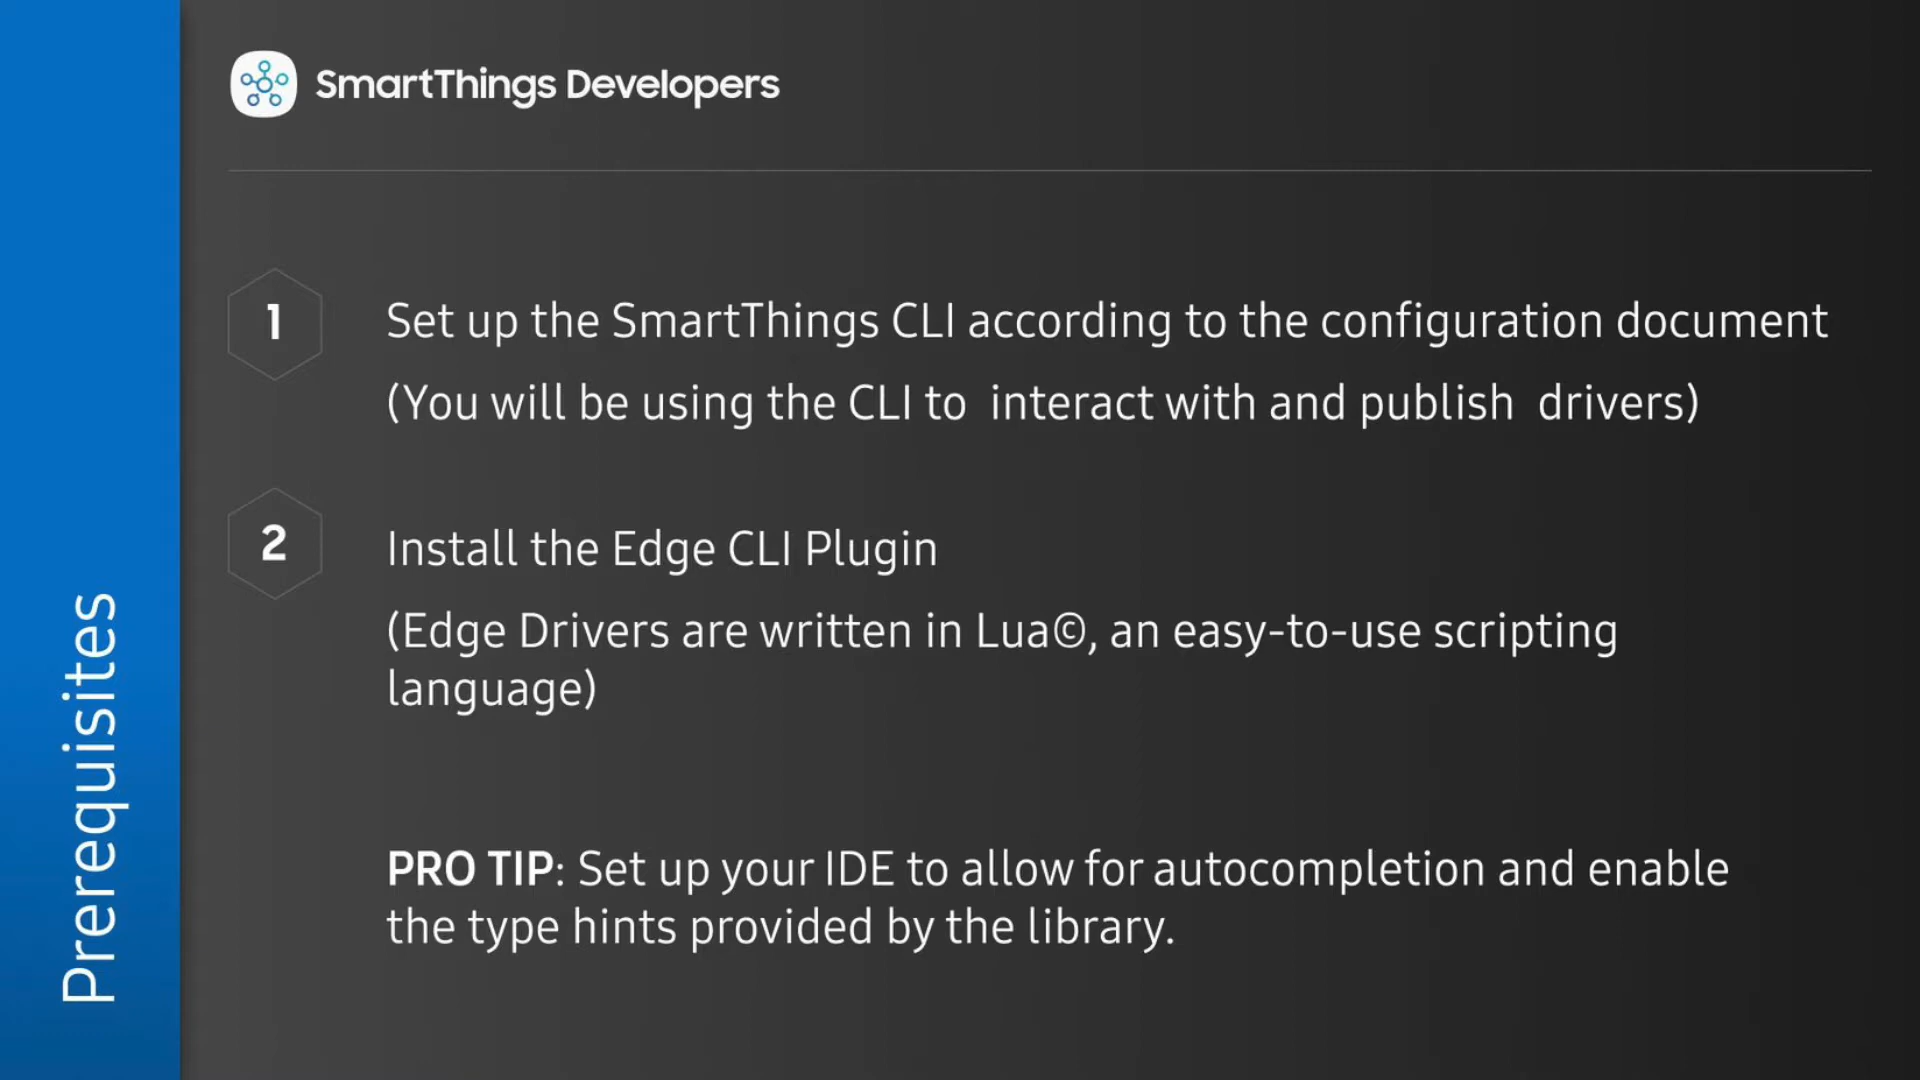 SmartThings Developers
1
Set up the SmartThings CLI according to the configuration document
(You will be using the CLI to  interact with and publish  drivers)
2
Install the Edge CLI Plugin
(Edge Drivers are written in Lua©, an easy-to-use scripting
language)
PRO TIP: Set up your IDE to allow for autocompletion and enable
the type hints provided by the library.
Prerequisites